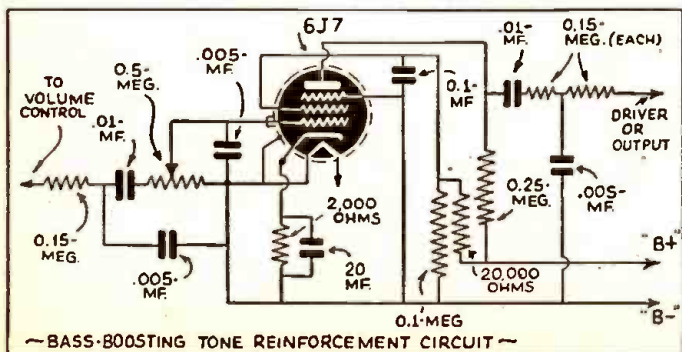 6J7
TO
VOLUME
CONTROL
.01-
MF.
0.5-
MEG.
.005-
MF.
0.1-
MF
.01-
MF.
0.15-
MEG.(EACH)
DRIVER
OR
OUTPUT
0.15-
MEG.
.005-
MF.
2,000
OHMS
20
MF.
0.25-
MEG.
.005-
MF.
20,000
OHMS
0.1-MEG
"B+"
"B-"
~BASS-BOOSTING TONE REINFORCEMENT CIRCUIT~